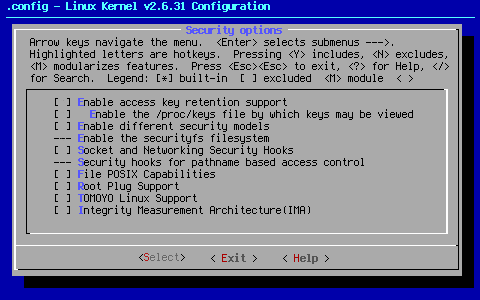 .config - Linux Kernel v2.6.31 Configuration
Security options
Arrow keys navigate the menu. <Enter> selects submenus --->.
Highlighted letters are hotkeys. Pressing <Y> includes, <N> excludes,
<M> modularizes features. Press <Esc><Esc> to exit, <?> for Help, </>
for Search. Legend: [*] built-in [ ] excluded <M> module < >
[ ] Enable access key retention support
[ ] Enable the /proc/keys file by which keys may be viewed
[ ] Enable different security models
--- Enable the securityfs filesystem
[ ] Socket and Networking Security Hooks
--- Security hooks for pathname based access control
[ ] File POSIX Capabilities
[ ] Root Plug Support
[ ] TOMOYO Linux Support
[ ] Integrity Measurement Architecture(IMA)
<Select> < Exit > < Help >